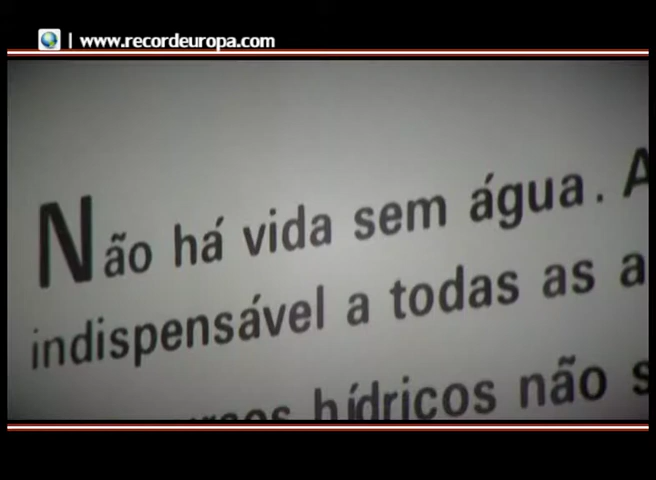 | www.recordeuropa.com
Não há vida sem água. A
indispensável a todas as a
hídricos não s